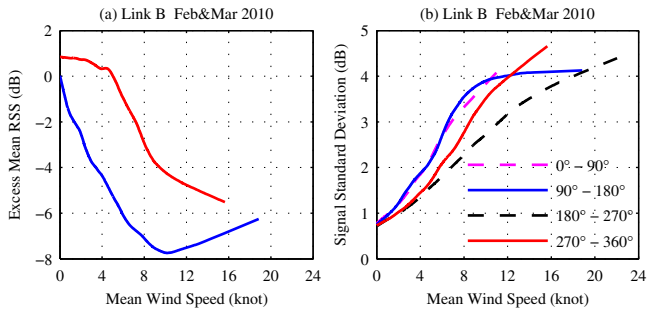 (a) Link B Feb&Mar 2010
Excess Mean RSS (dB)
2
0
−2
−4
−6
−8
0 4 8 12 16 20 24
Mean Wind Speed (knot)
(b) Link B Feb&Mar 2010
Signal Standard Deviation (dB)
5
4
3
2
1
0
0° − 90°
90° − 180°
180° − 270°
270° − 360°
0 4 8 12 16 20 24
Mean Wind Speed (knot)